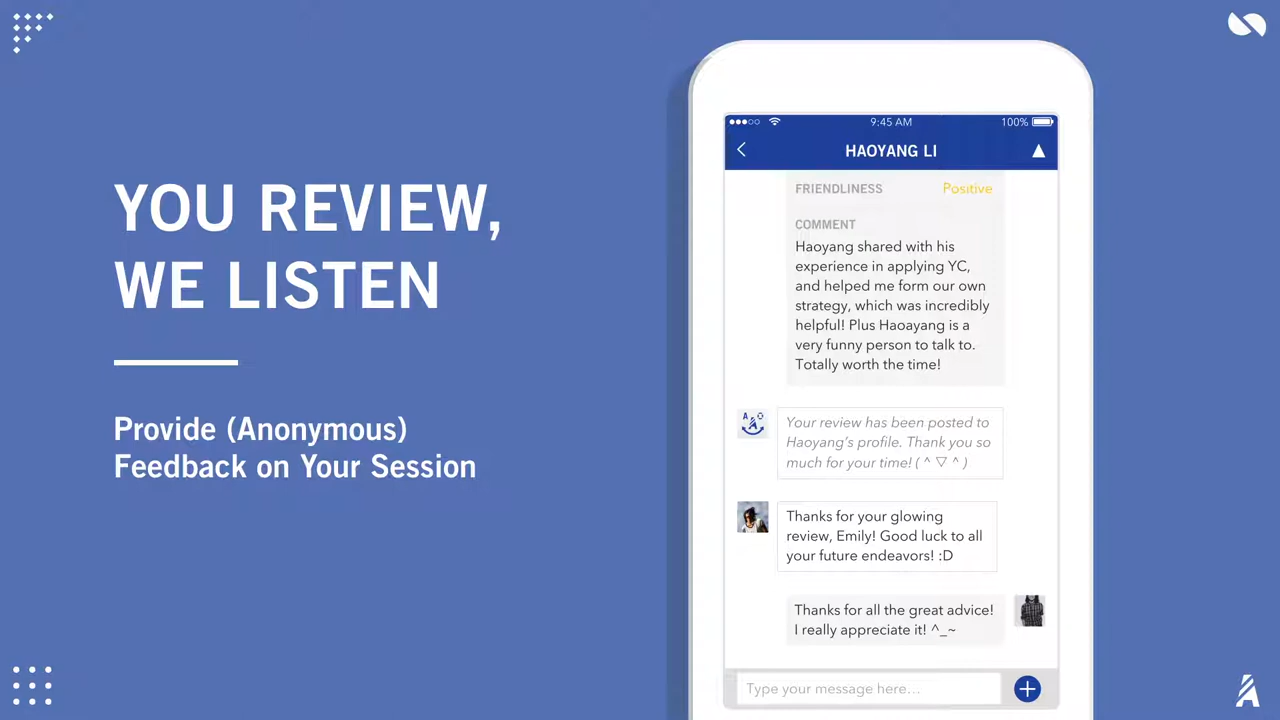 YOU REVIEW,
WE LISTEN
Provide (Anonymous)
Feedback on Your Session
9:45 AM
100%
HAOYANG LI
FRIENDLINESS Positive
COMMENT
Haoyang shared with his
experience in applying YC,
and helped me form our own
strategy, which was incredibly
helpful! Plus Haoayang is a
very funny person to talk to.
Totally worth the time!
Your review has been posted to
Haoyang's profile. Thank you so
much for your time! ( ^ ▽ ^ )
Thanks for your glowing
review, Emily! Good luck to all
your future endeavors! :D
Thanks for all the great advice!
I really appreciate it! ^_~
Type your message here...